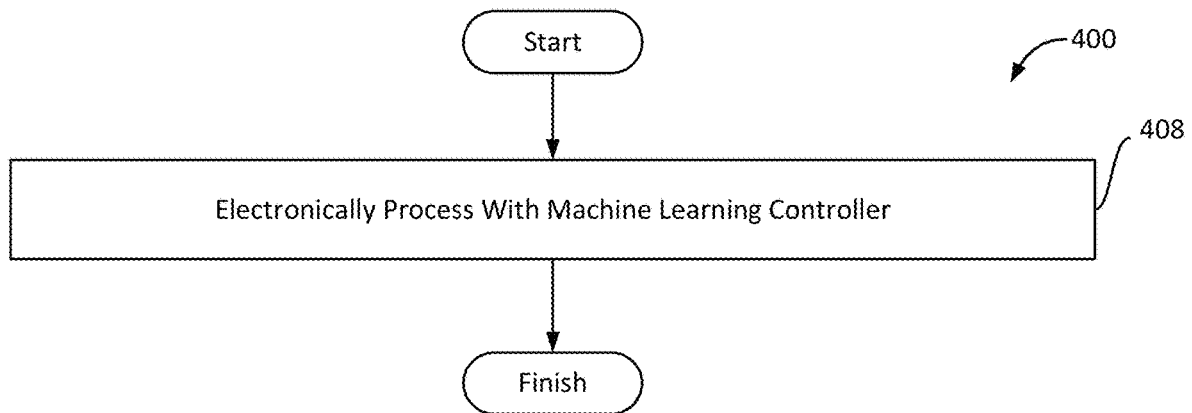 Start
400
408
Electronically Process With Machine Learning Controller
Finish